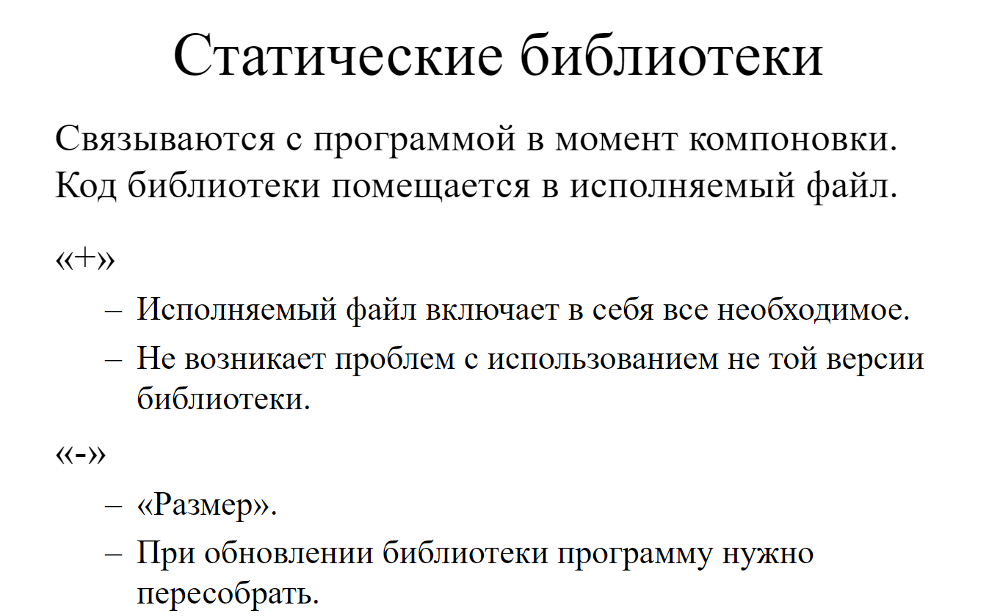 Статические библиотеки
Связываются с программой в момент компоновки.
Код библиотеки помещается в исполняемый файл.
«+»
– Исполняемый файл включает в себя все необходимое.
– Не возникает проблем с использованием не той версии
библиотеки.
«-»
– «Размер».
– При обновлении библиотеки программу нужно
пересобрать.